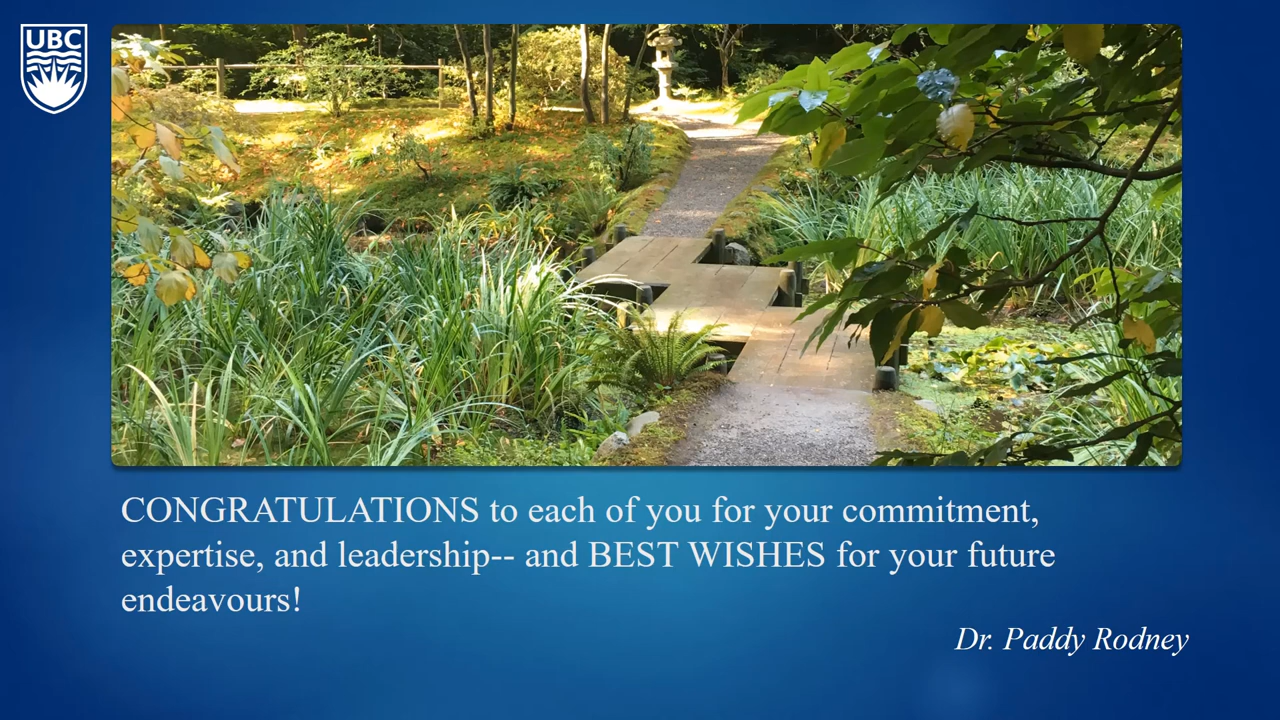 UBC
CONGRATULATIONS to each of you for your commitment,
expertise, and leadership-- and BEST WISHES for your future
endeavours!
Dr. Paddy Rodney